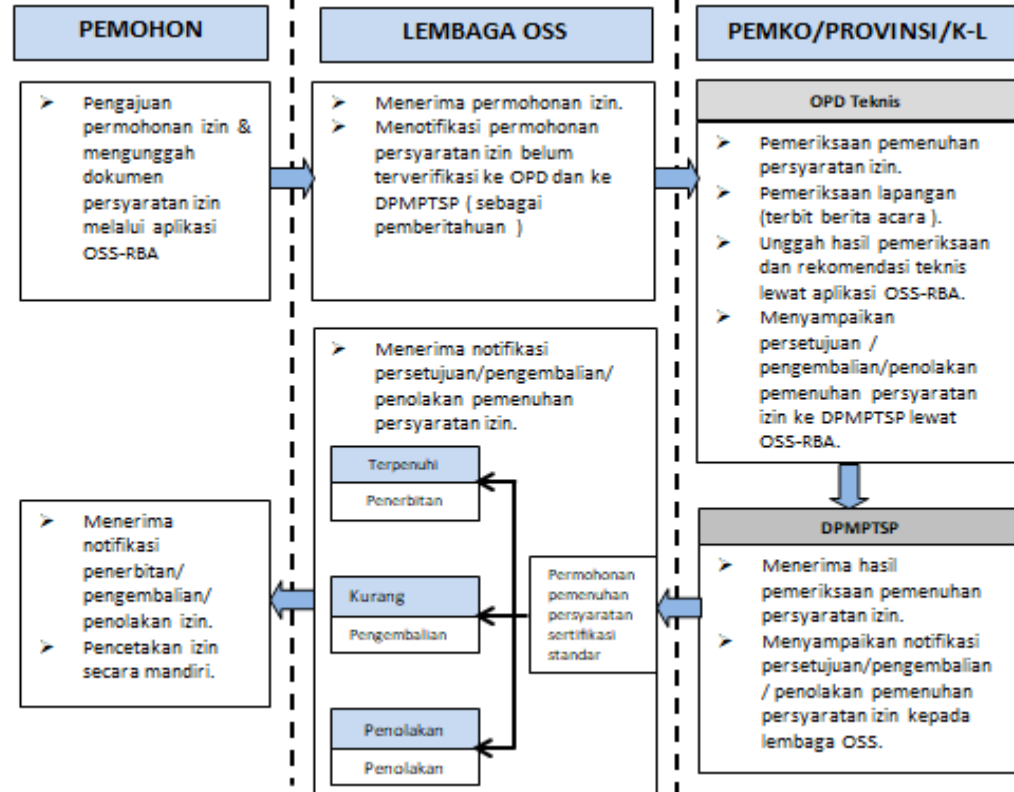 PEMOHON
LEMBAGA OSS
PEMKO/PROVINSI/K-L
➢ Pengajuan
permohonan izin &
mengunggah
dokumen
persyaratan izin
melalui aplikasi
OSS-RBA
➢ Menerima permohonan izin.
➢ Menotifikasi permohonan
persyaratan izin belum
terverifikasi ke OPD dan ke
DPMPTSP ( sebagai
pemberitahuan )
OPD Teknis
➢ Pemeriksaan pemenuhan
persyaratan izin.
➢ Pemeriksaan lapangan
(terbit berita acara ).
➢ Unggah hasil pemeriksaan
dan rekomendasi teknis
lewat aplikasi OSS-RBA.
➢ Menyampaikan
persetujuan /
pengembalian/penolakan
pemenuhan persyaratan
izin ke DPMPTSP lewat
OSS-RBA.
DPMPTSP
➢ Menerima hasil
pemeriksaan pemenuhan
persyaratan izin.
➢ Menyampaikan notifikasi
persetujuan/pengembalian
/ penolakan pemenuhan
persyaratan izin kepada
lembaga OSS.
➢ Menerima notifikasi
persetujuan/pengembalian/
penolakan pemenuhan
persyaratan izin.
Permohonan
pemenuhan
persyaratan
sertifikasi
standar
Terpenuhi
Penerbitan
Kurang
Pengembalian
Penolakan
Penolakan
➢ Menerima
notifikasi
penerbitan/
pengembalian/
penolakan izin.
➢ Pencetakan izin
secara mandiri.